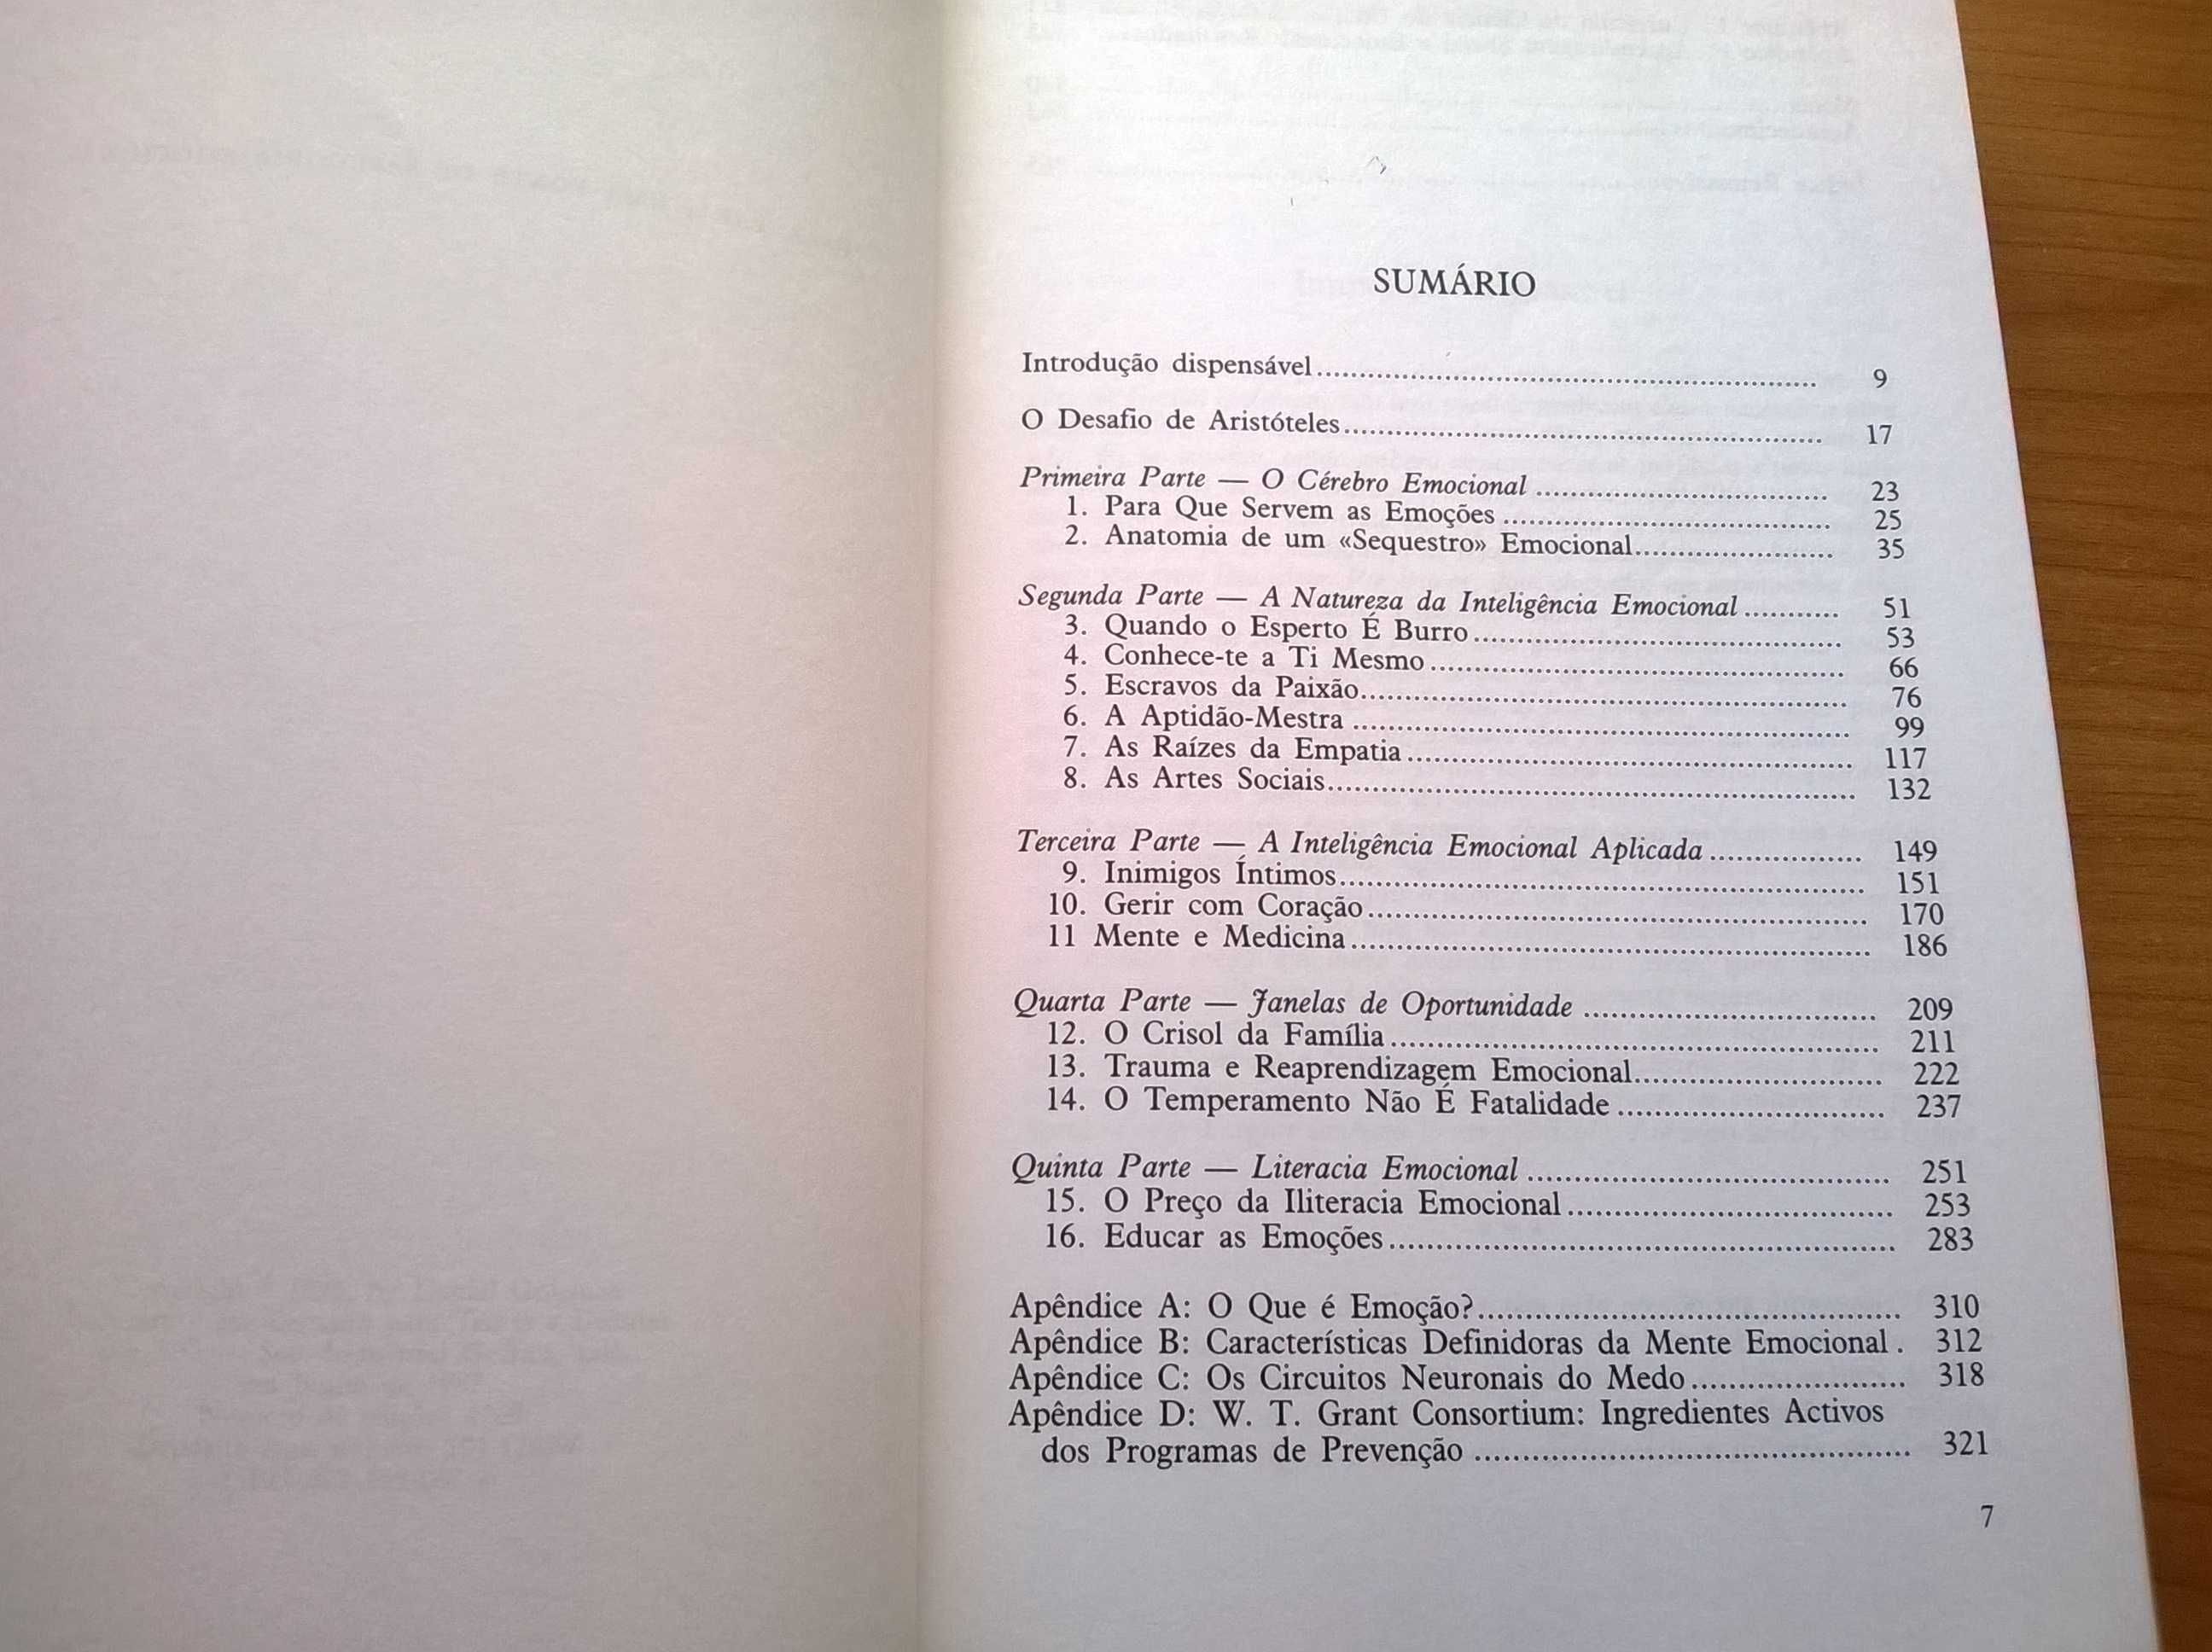 SUMÁRIO
Introdução dispensável........................................................... 9
O Desafio de Aristóteles........................................................ 17
Primeira Parte — O Cérebro Emocional .................................. 23
1. Para Que Servem as Emoções ...................................... 25
2. Anatomia de um «Sequestro» Emocional....................... 35
Segunda Parte — A Natureza da Inteligência Emocional ........... 51
3. Quando o Esperto É Burro........................................... 53
4. Conhece-te a Ti Mesmo ................................................ 66
5. Escravos da Paixão........................................................ 76
6. A Aptidão-Mestra ......................................................... 99
7. As Raízes da Empatia ................................................... 117
8. As Artes Sociais............................................................ 132
Terceira Parte — A Inteligência Emocional Aplicada ................. 149
9. Inimigos Íntimos........................................................... 151
10. Gerir com Coração........................................................ 170
11 Mente e Medicina.......................................................... 186
Quarta Parte — Janelas de Oportunidade ................................ 209
12. O Crisol da Família...................................................... 211
13. Trauma e Reaprendizagem Emocional........................... 222
14. O Temperamento Não É Fatalidade ............................. 237
Quinta Parte — Literacia Emocional ...................................... 251
15. O Preço da Iliteracia Emocional................................... 253
16. Educar as Emoções...................................................... 283
Apêndice A: O Que é Emoção?............................................ 310
Apêndice B: Características Definidoras da Mente Emocional . 312
Apêndice C: Os Circuitos Neuronais do Medo....................... 318
Apêndice D: W. T. Grant Consortium: Ingredientes Activos
dos Programas de Prevenção .............................................. 321
7